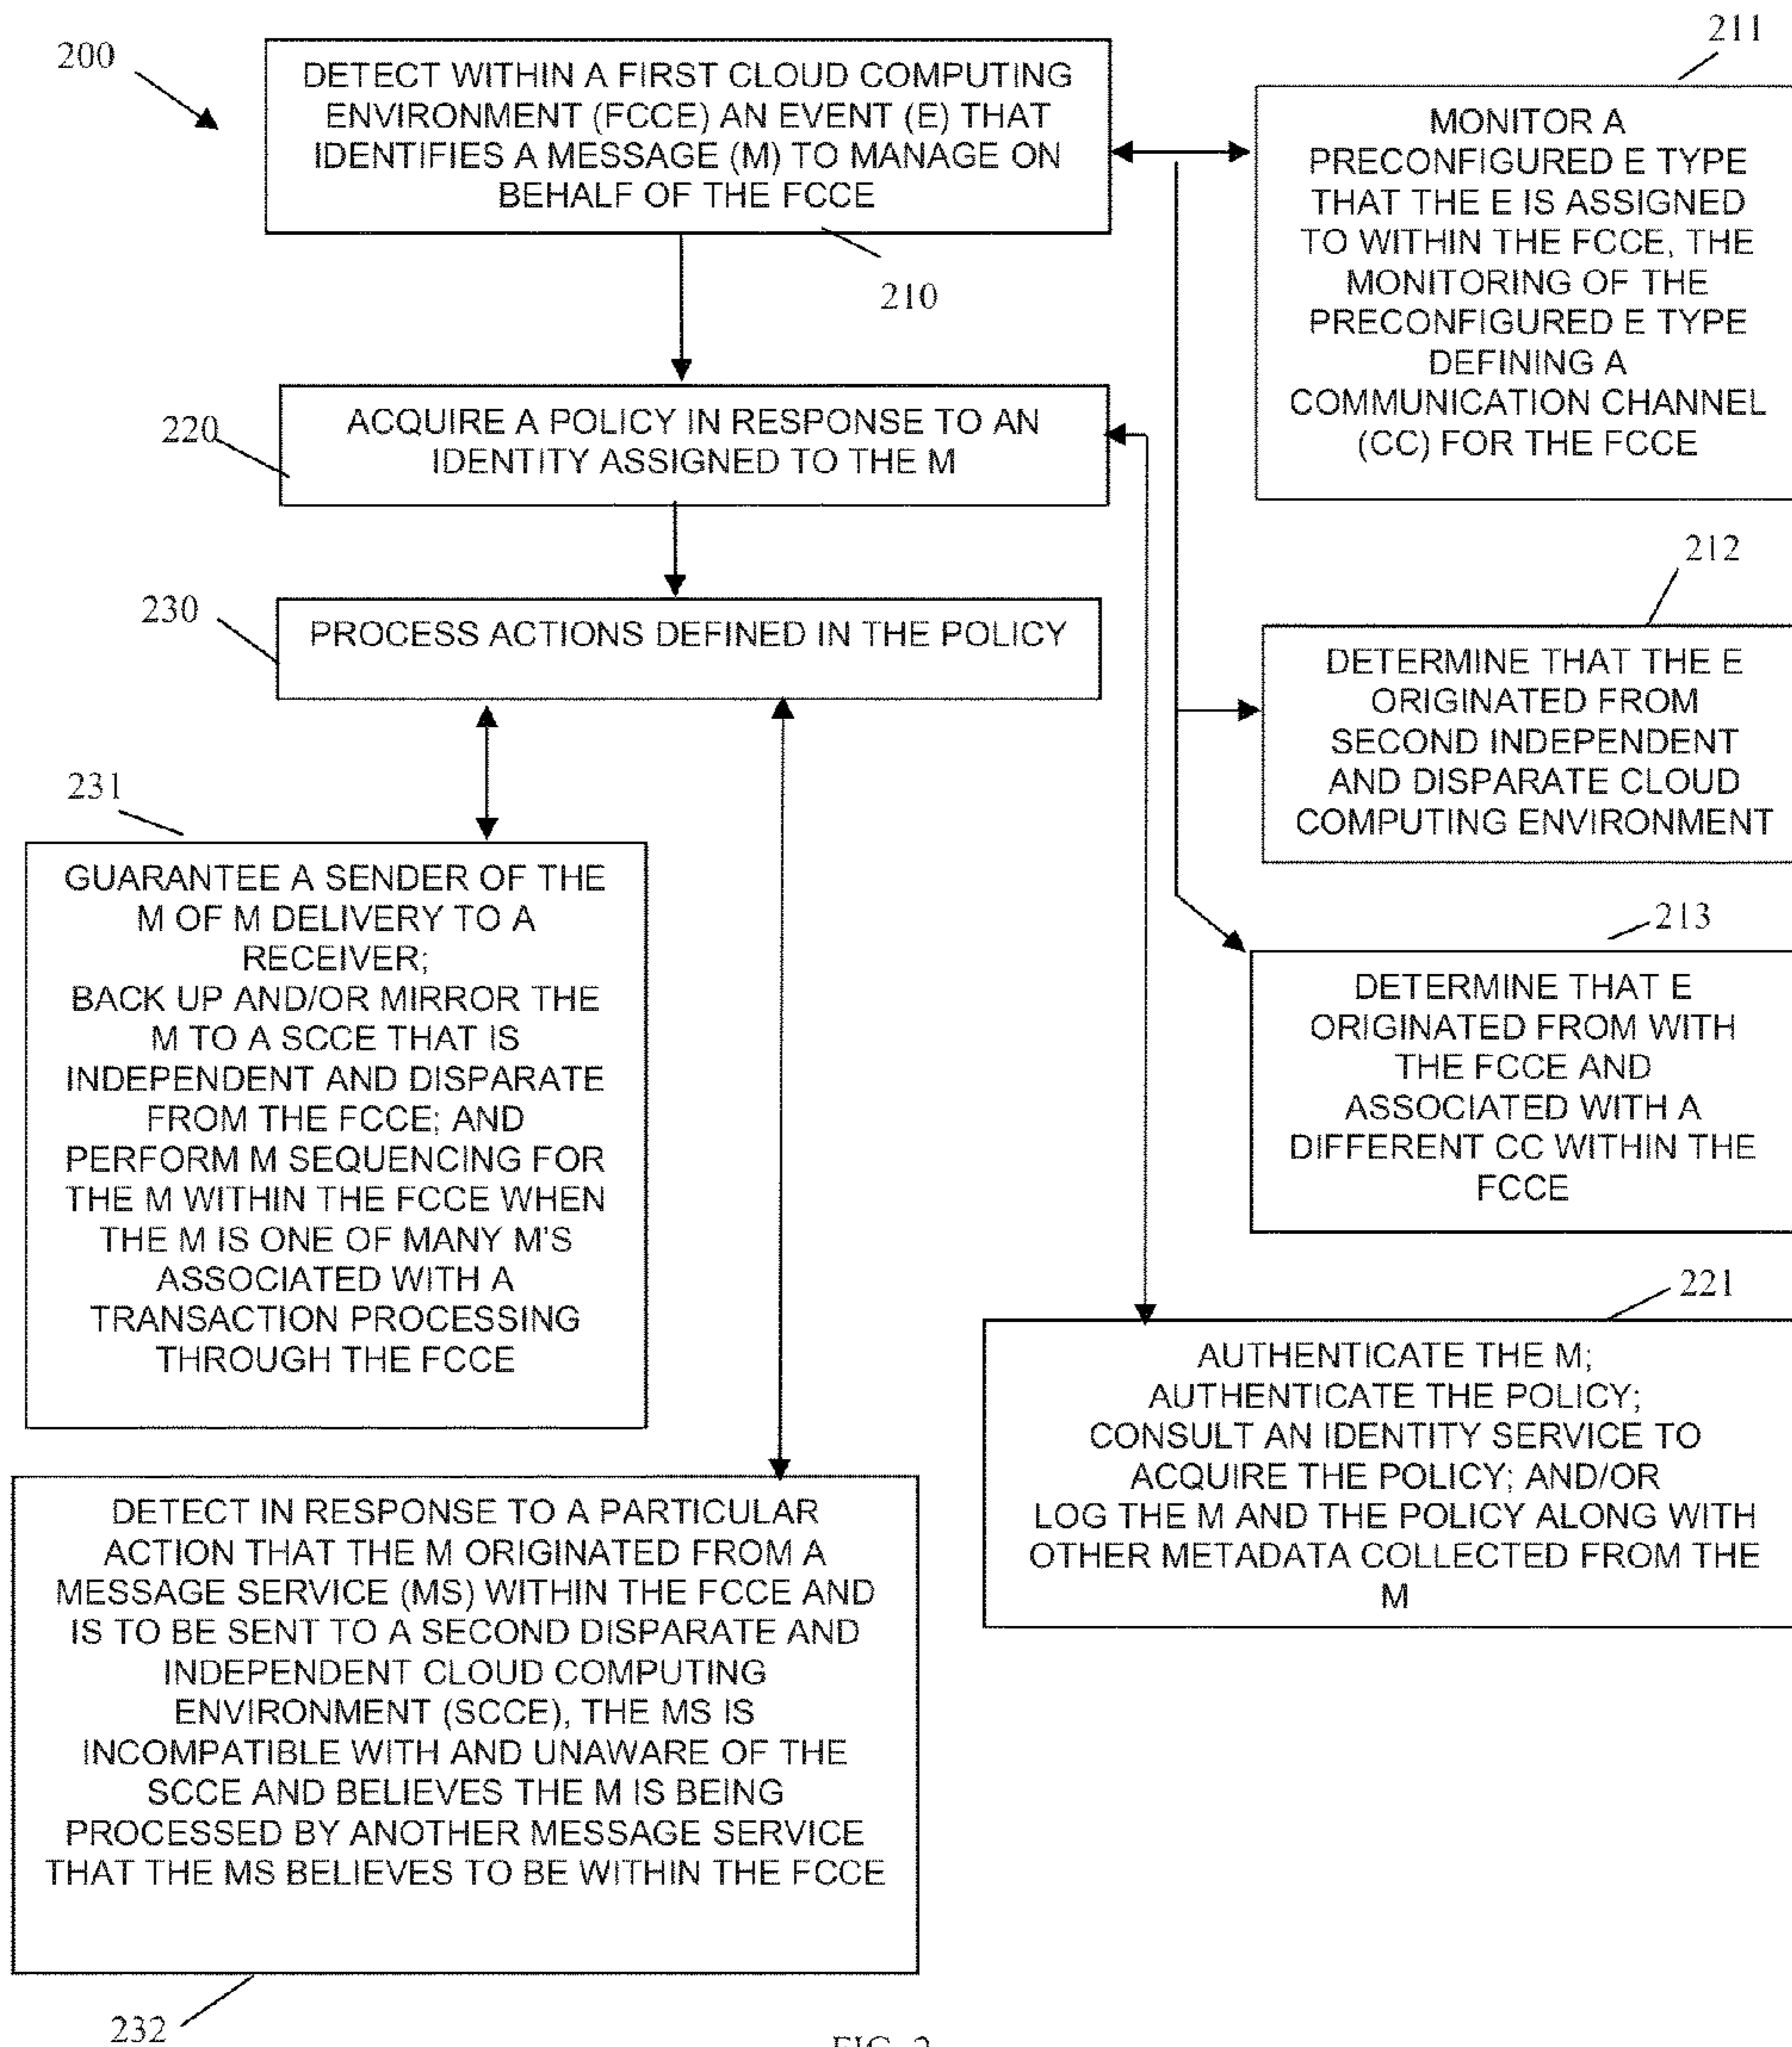 200
DETECT WITHIN A FIRST CLOUD COMPUTING
ENVIRONMENT (FCCE) AN EVENT (E) THAT
IDENTIFIES A MESSAGE (M) TO MANAGE ON
BEHALF OF THE FCCE
210
211
MONITOR A
PRECONFIGURED E TYPE
THAT THE E IS ASSIGNED
TO WITHIN THE FCCE, THE
MONITORING OF THE
PRECONFIGURED E TYPE
DEFINING A
COMMUNICATION CHANNEL
(CC) FOR THE FCCE
220
ACQUIRE A POLICY IN RESPONSE TO AN
IDENTITY ASSIGNED TO THE M
212
DETERMINE THAT THE E
ORIGINATED FROM
SECOND INDEPENDENT
AND DISPARATE CLOUD
COMPUTING ENVIRONMENT
230
PROCESS ACTIONS DEFINED IN THE POLICY
213
DETERMINE THAT E
ORIGINATED FROM WITH
THE FCCE AND
ASSOCIATED WITH A
DIFFERENT CC WITHIN THE
FCCE
231
GUARANTEE A SENDER OF THE
M OF M DELIVERY TO A
RECEIVER;
BACK UP AND/OR MIRROR THE
M TO A SCCE THAT IS
INDEPENDENT AND DISPARATE
FROM THE FCCE; AND
PERFORM M SEQUENCING FOR
THE M WITHIN THE FCCE WHEN
THE M IS ONE OF MANY M'S
ASSOCIATED WITH A
TRANSACTION PROCESSING
THROUGH THE FCCE
221
AUTHENTICATE THE M;
AUTHENTICATE THE POLICY;
CONSULT AN IDENTITY SERVICE TO
ACQUIRE THE POLICY; AND/OR
LOG THE M AND THE POLICY ALONG WITH
OTHER METADATA COLLECTED FROM THE
M
DETECT IN RESPONSE TO A PARTICULAR
ACTION THAT THE M ORIGINATED FROM A
MESSAGE SERVICE (MS) WITHIN THE FCCE AND
IS TO BE SENT TO A SECOND DISPARATE AND
INDEPENDENT CLOUD COMPUTING
ENVIRONMENT (SCCE), THE MS IS
INCOMPATIBLE WITH AND UNAWARE OF THE
SCCE AND BELIEVES THE M IS BEING
PROCESSED BY ANOTHER MESSAGE SERVICE
THAT THE MS BELIEVES TO BE WITHIN THE FCCE
232
FIG. 2